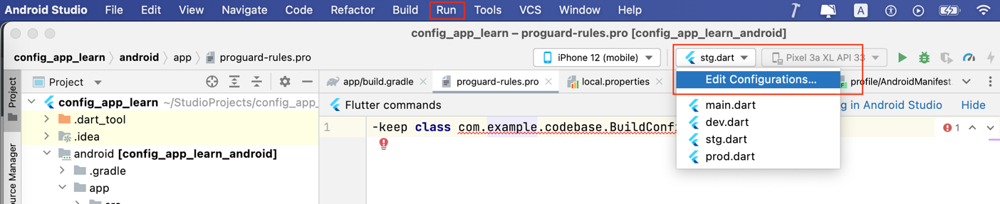 Android Studio File Edit View Navigate Code Refactor Build Run Tools VCS Window Help A
config_app_learn – proguard-rules.pro [config_app_learn_android]
config_app_learn android app proguard-rules.pro iPhone 12 (mobile) stg.dart Pixel 3a XL API 33
Project Project app/build.gradle proguard-rules.pro local.properties Edit Configurations... profile/AndroidManifest.
config_app_learn ~/StudioProjects/config_app_ Flutter commands main.dart g in Android Studio Hide
.dart_tool 1 -keep class com.example.codebase.BuildConf dev.dart 1
.idea stg.dart
android [config_app_learn_android] prod.dart
.gradle
app
ource Manager